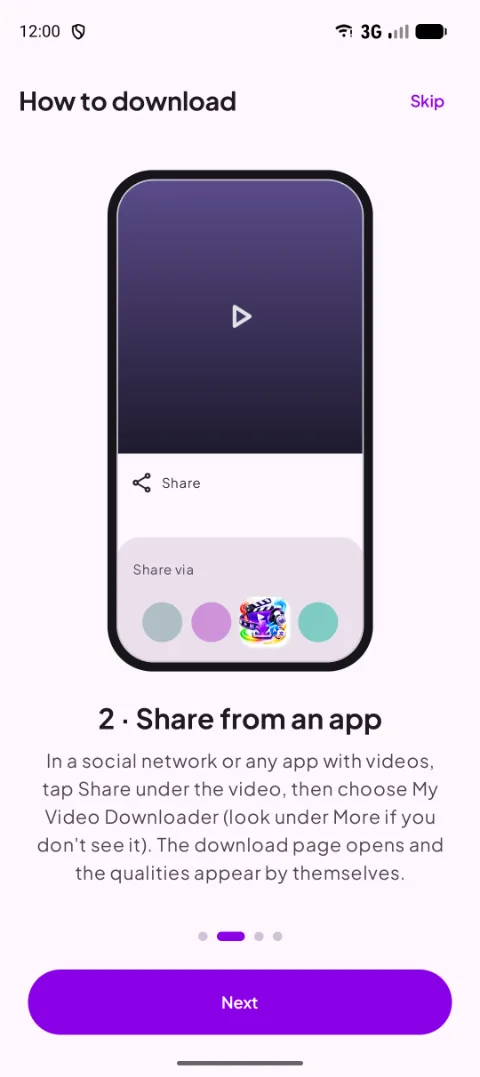 12:00
3G
How to download
Skip
Share
Share via
2 · Share from an app
In a social network or any app with videos,
tap Share under the video, then choose My
Video Downloader (look under More if you
don't see it). The download page opens and
the qualities appear by themselves.
Next